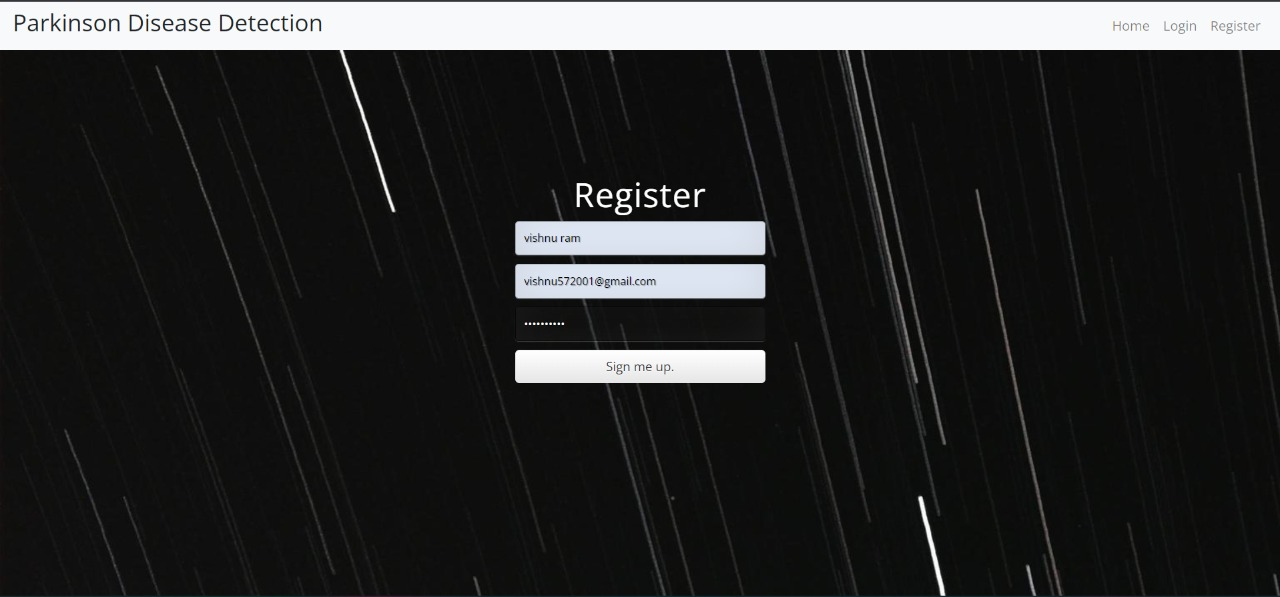 Parkinson Disease Detection
Home Login Register
Register
vishnu ram
vishnu572001@gmail.com
••••••••••
Sign me up.